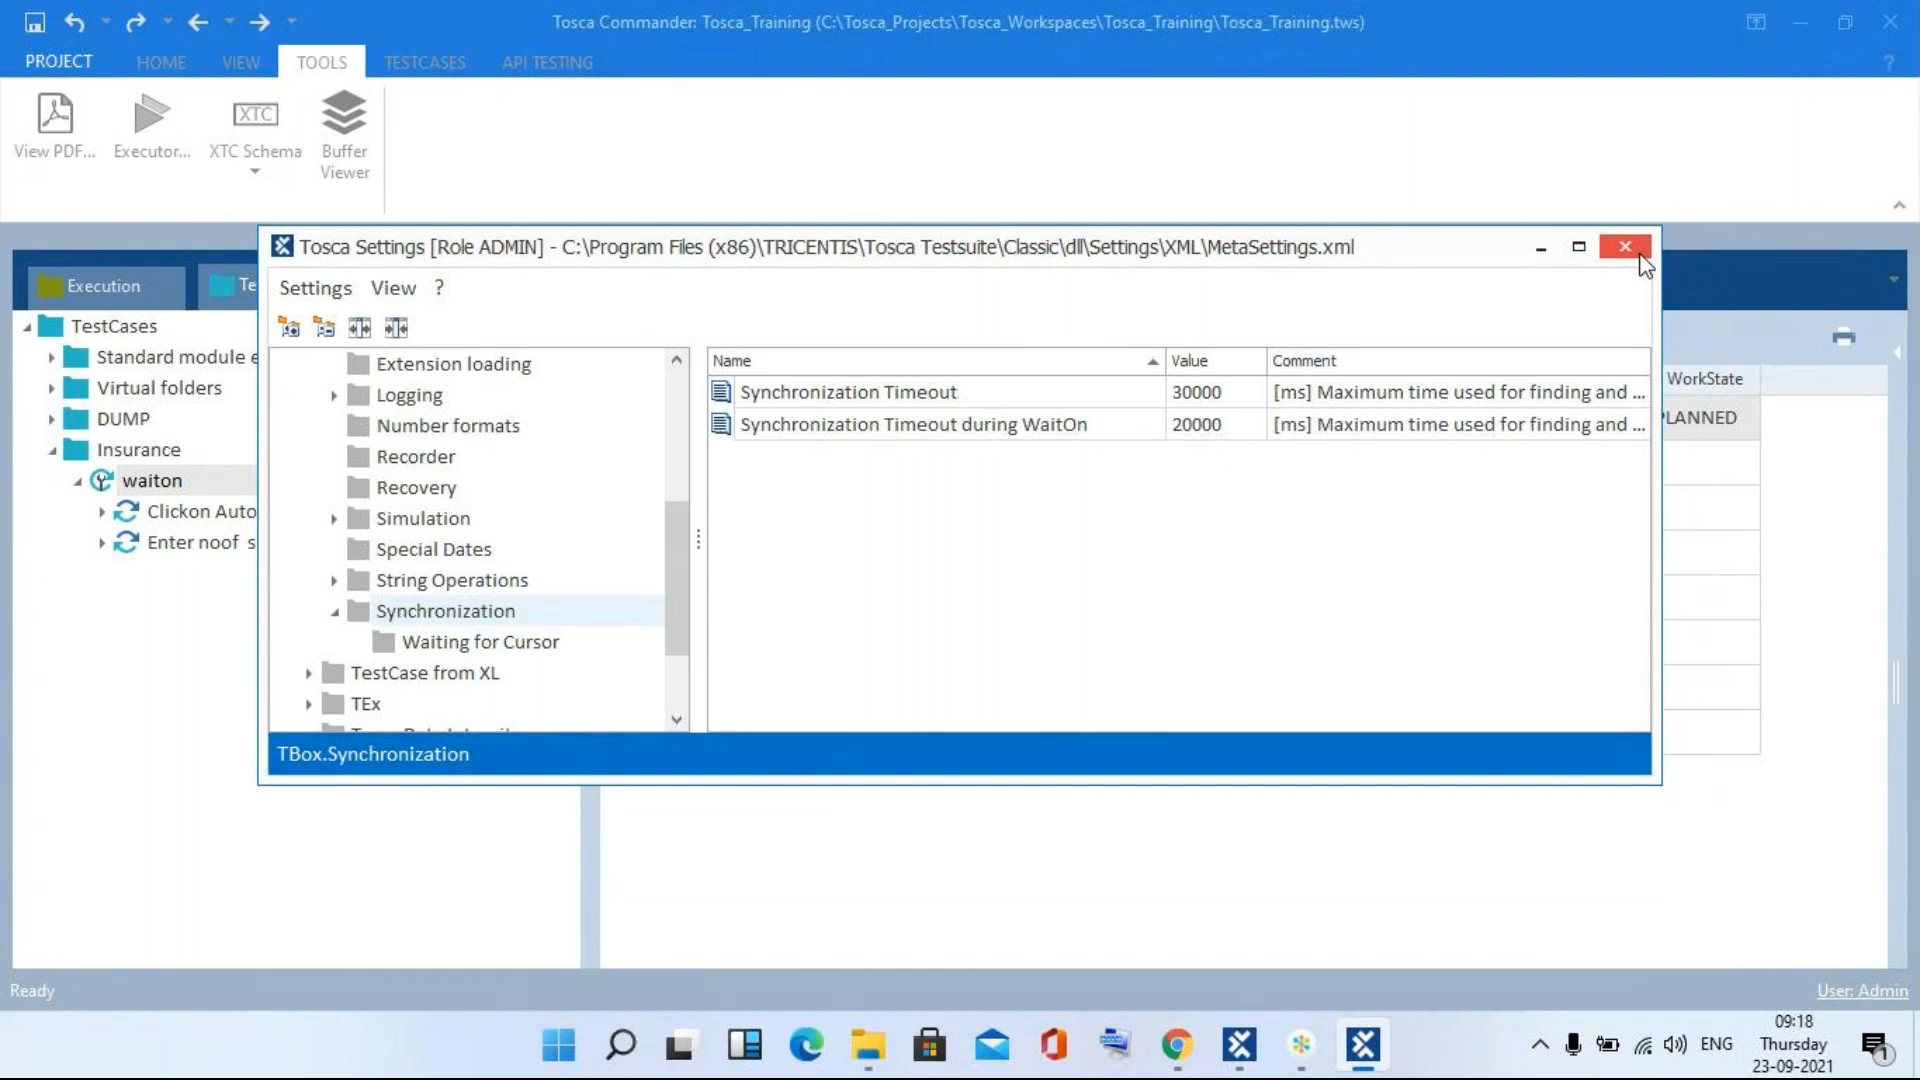 Tosca Commander: Tosca_Training (C:\Tosca_Projects\Tosca_Workspaces\Tosca_Training\Tosca_Training.tws)
PROJECT HOME VIEW TOOLS TESTCASES API TESTING ?
View PDF... Executor... XTC Schema Buffer Viewer
XTC
Tosca Settings [Role ADMIN] - C:\Program Files (x86)\TRICENTIS\Tosca Testsuite\Classic\dll\Settings\XML\MetaSettings.xml
Settings View ?
Execution Te
TestCases
Standard module e
Virtual folders
DUMP
Insurance
waiton
Clickon Auto
Enter noof s
Extension loading
Logging
Number formats
Recorder
Recovery
Simulation
Special Dates
String Operations
Synchronization
Waiting for Cursor
TestCase from XL
TEx
Name Value Comment
Synchronization Timeout 30000 [ms] Maximum time used for finding and ...
Synchronization Timeout during WaitOn 20000 [ms] Maximum time used for finding and ...
WorkState
LANNED
TBox.Synchronization
Ready
User: Admin
ENG
09:18
Thursday
23-09-2021
1